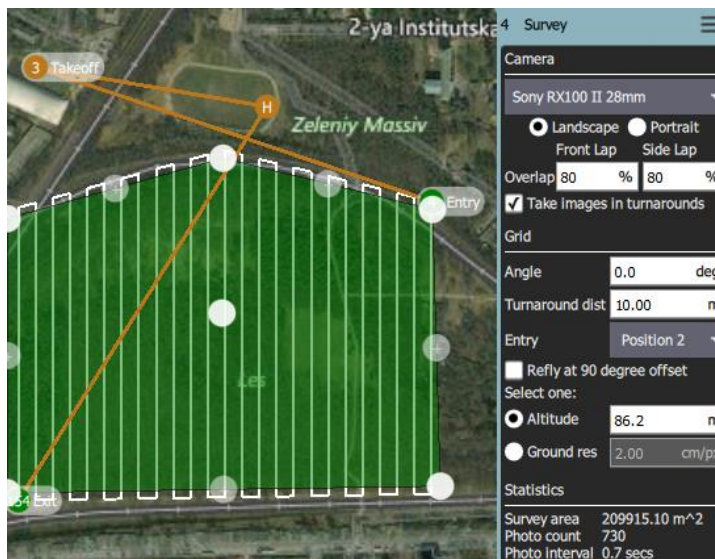 2-ya Institutska
3 Takeoff
H
Zeleniy Massiv
Entry
Les
54 Exit
4 Survey
Camera
Sony RX100 II 28mm
Landscape Portrait
Front Lap Side Lap
Overlap 80 % 80 %
Take images in turnarounds
Grid
Angle 0.0 deg
Turnaround dist 10.00 m
Entry Position 2
Refly at 90 degree offset
Select one:
Altitude 86.2 m
Ground res 2.00 cm/px
Statistics
Survey area 209915.10 m^2
Photo count 730
Photo interval 0.7 secs